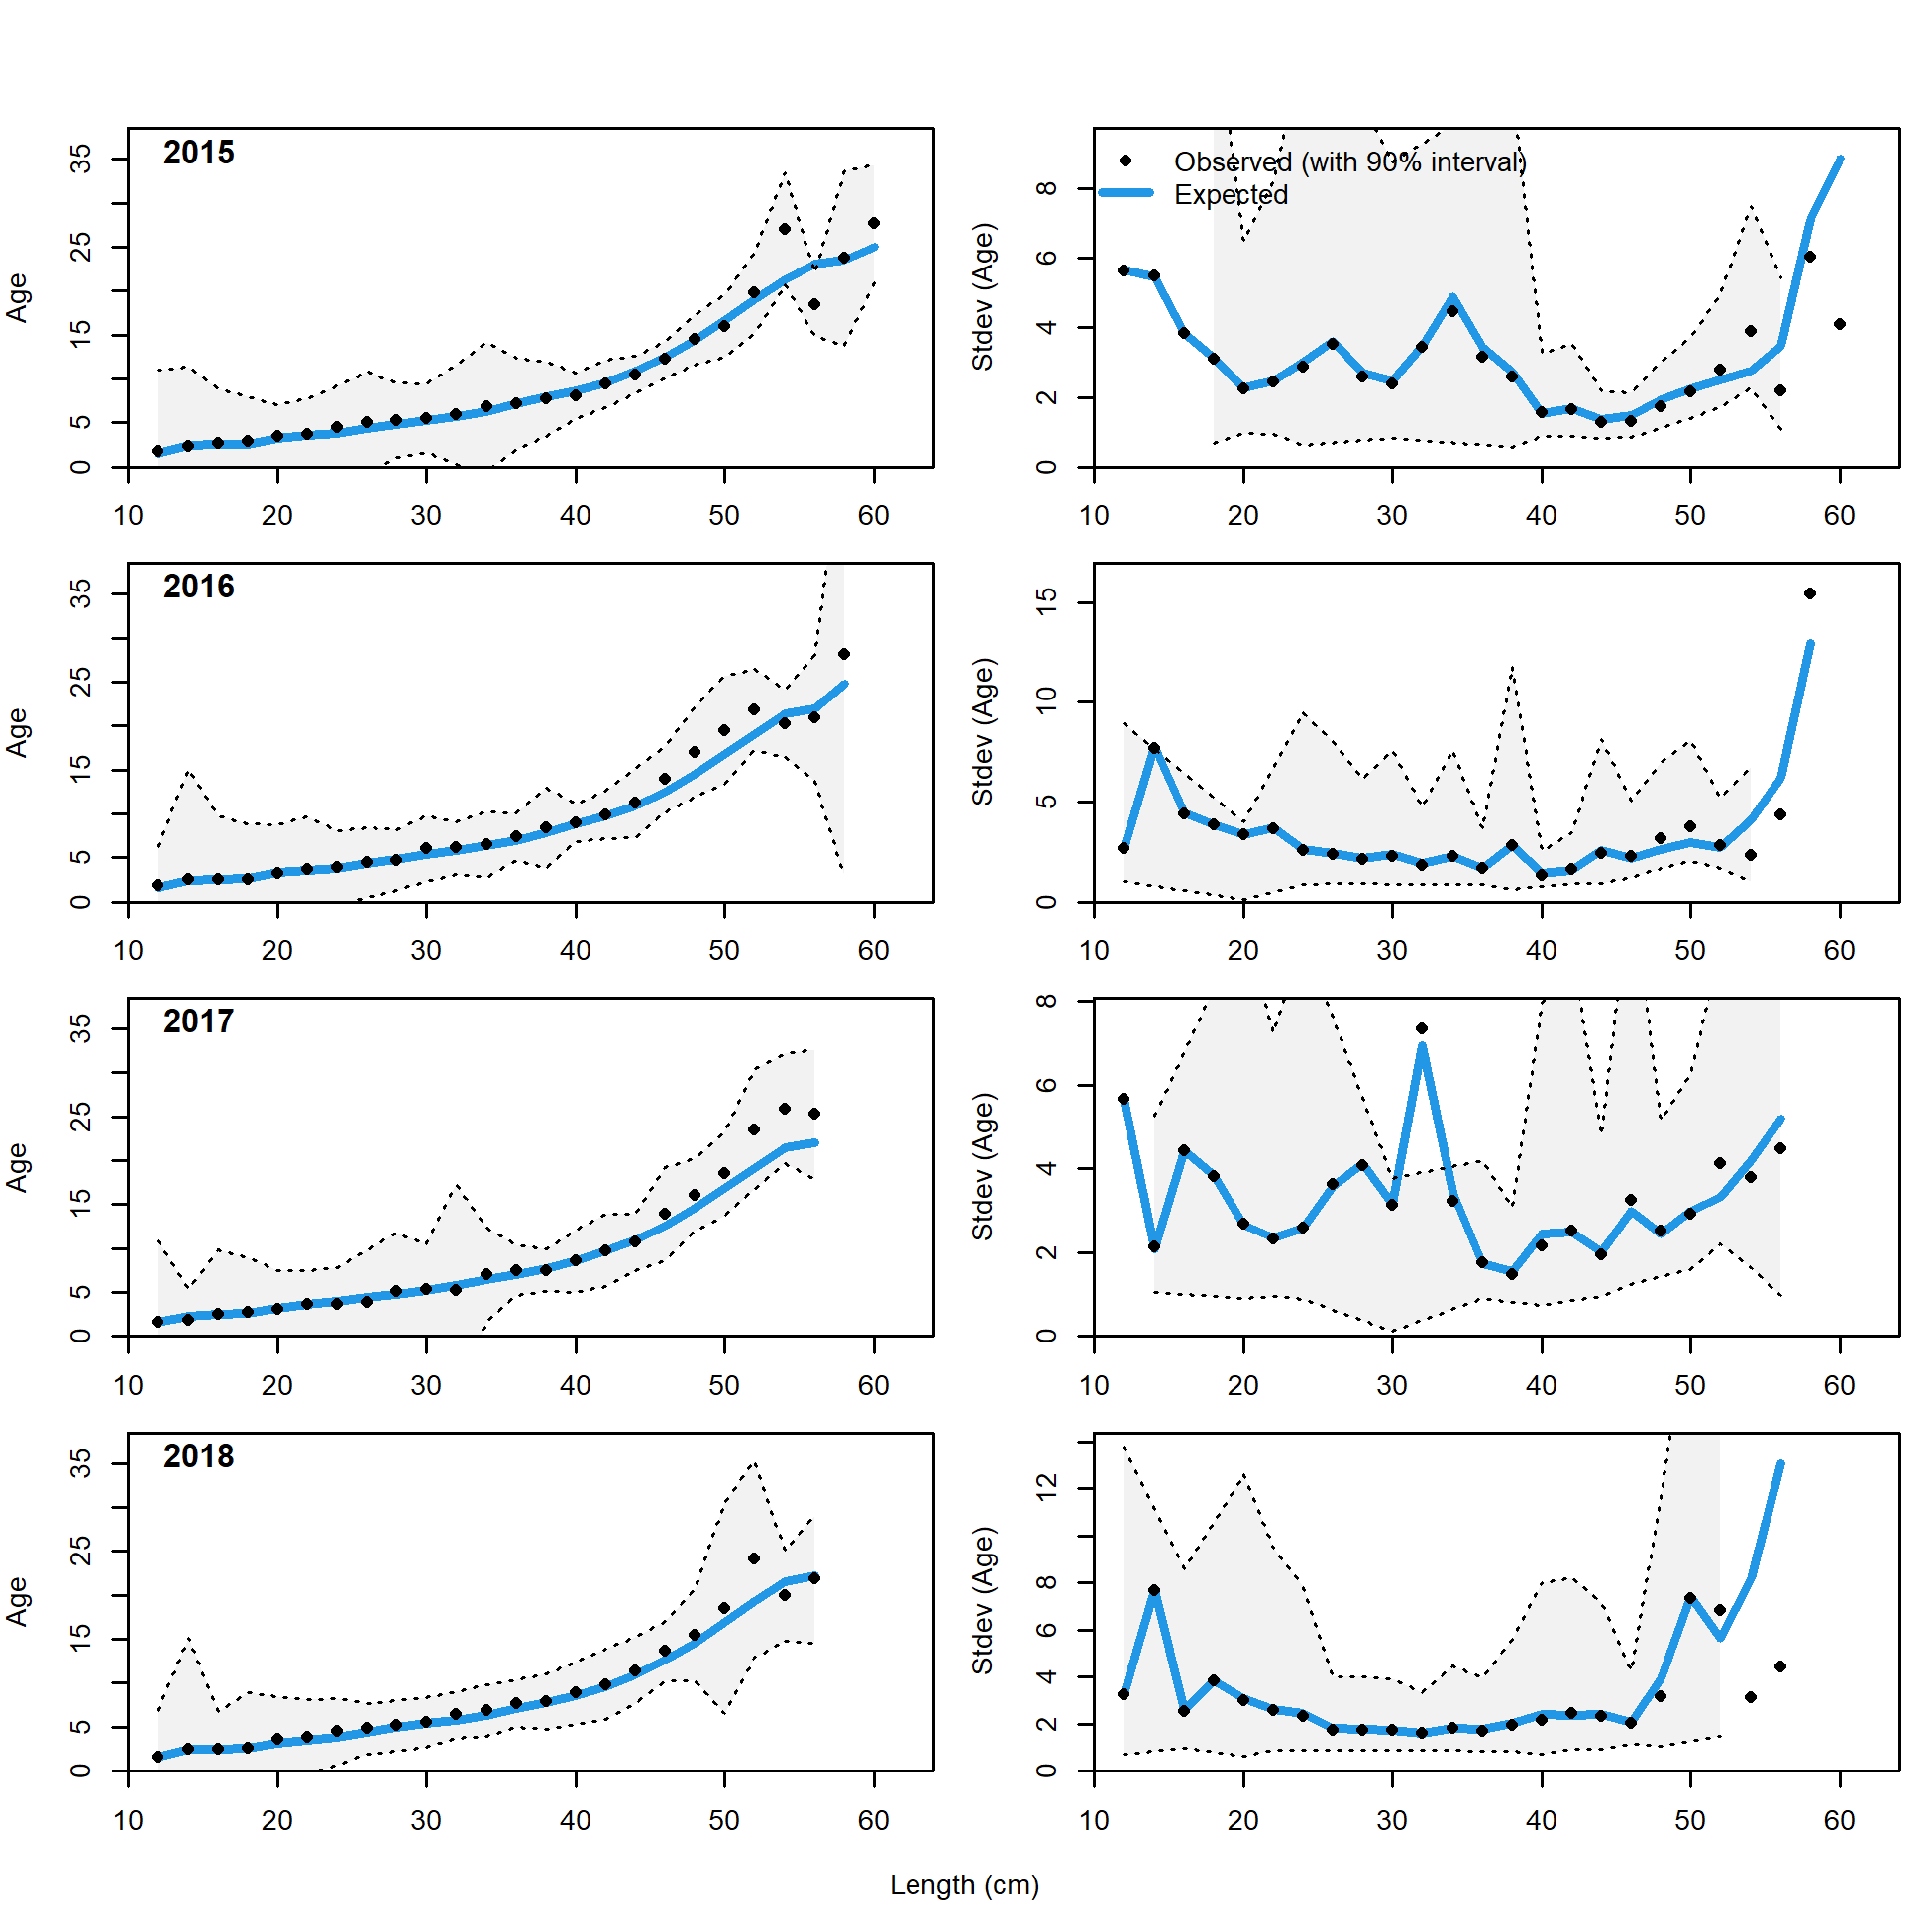 2015
Age
0 5 15 25 35
10 20 30 40 50 60
Observed (with 90% interval)
Expected
Stdev (Age)
0 2 4 6 8
10 20 30 40 50 60
2016
Age
0 5 15 25 35
10 20 30 40 50 60
Stdev (Age)
0 5 10 15
10 20 30 40 50 60
2017
Age
0 5 15 25 35
10 20 30 40 50 60
Stdev (Age)
0 2 4 6 8
10 20 30 40 50 60
2018
Age
0 5 15 25 35
10 20 30 40 50 60
Stdev (Age)
0 2 4 6 8 12
10 20 30 40 50 60
Length (cm)